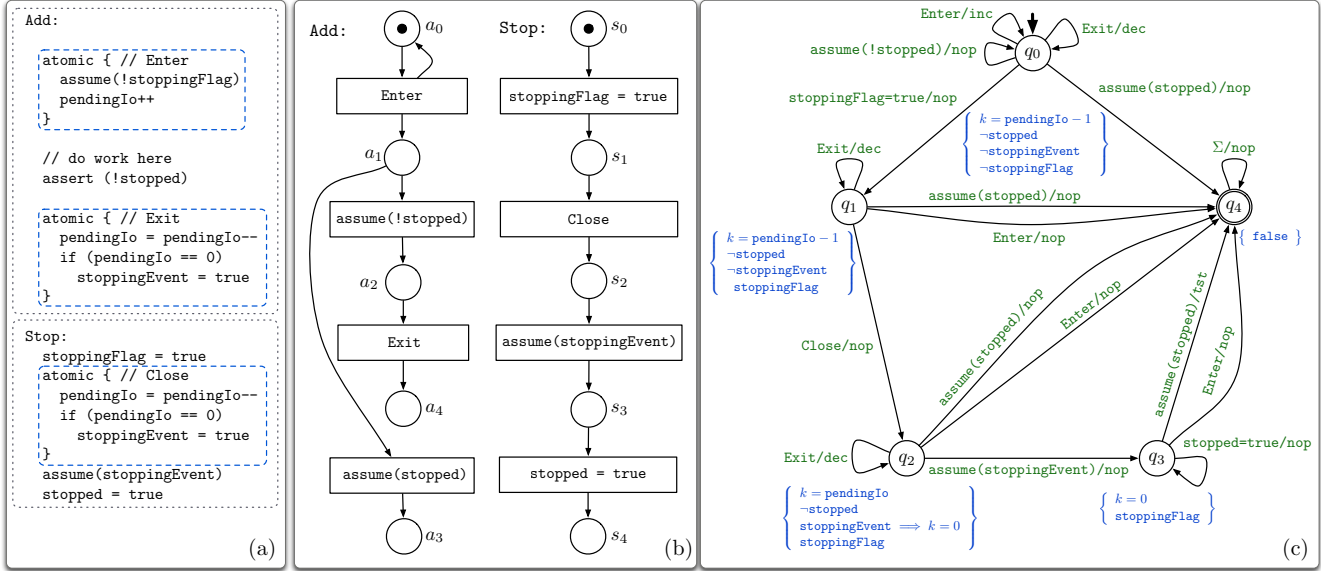 Add:
atomic { // Enter
assume(!stoppingFlag)
pendingIo++
}
// do work here
assert (!stopped)
atomic { // Exit
pendingIo = pendingIo--
if (pendingIo == 0)
stoppingEvent = true
}
Stop:
stoppingFlag = true
atomic { // Close
pendingIo = pendingIo--
if (pendingIo == 0)
stoppingEvent = true
}
assume(stoppingEvent)
stopped = true
(a)
Add:
a0
Enter
a1
assume(!stopped)
a2
Exit
a4
assume(stopped)
a3
Stop:
s0
stoppingFlag = true
s1
Close
s2
assume(stoppingEvent)
s3
stopped = true
s4
(b)
Enter/inc
Exit/dec
assume(!stopped)/nop
q0
stoppingFlag=true/nop
assume(stopped)/nop
k = pendingIo − 1
¬stopped
¬stoppingEvent
¬stoppingFlag
Exit/dec
Σ/nop
q1
assume(stopped)/nop
q4
Enter/nop
{ false }
k = pendingIo − 1
¬stopped
¬stoppingEvent
stoppingFlag
Close/nop
assume(stopped)/nop
Enter/nop
assume(stopped)/tst
Enter/nop
Exit/dec
q2
assume(stoppingEvent)/nop
q3
stopped=true/nop
k = pendingIo
¬stopped
stoppingEvent ⟹ k = 0
stoppingFlag
k = 0
stoppingFlag
(c)